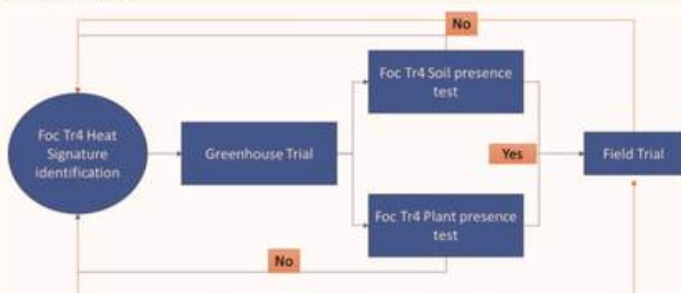 No
Foc Tr4 Soil presence
test
Foc Tr4 Heat
Signature
identification
Greenhouse Trial
Yes
Field Trial
Foc Tr4 Plant presence
test
No